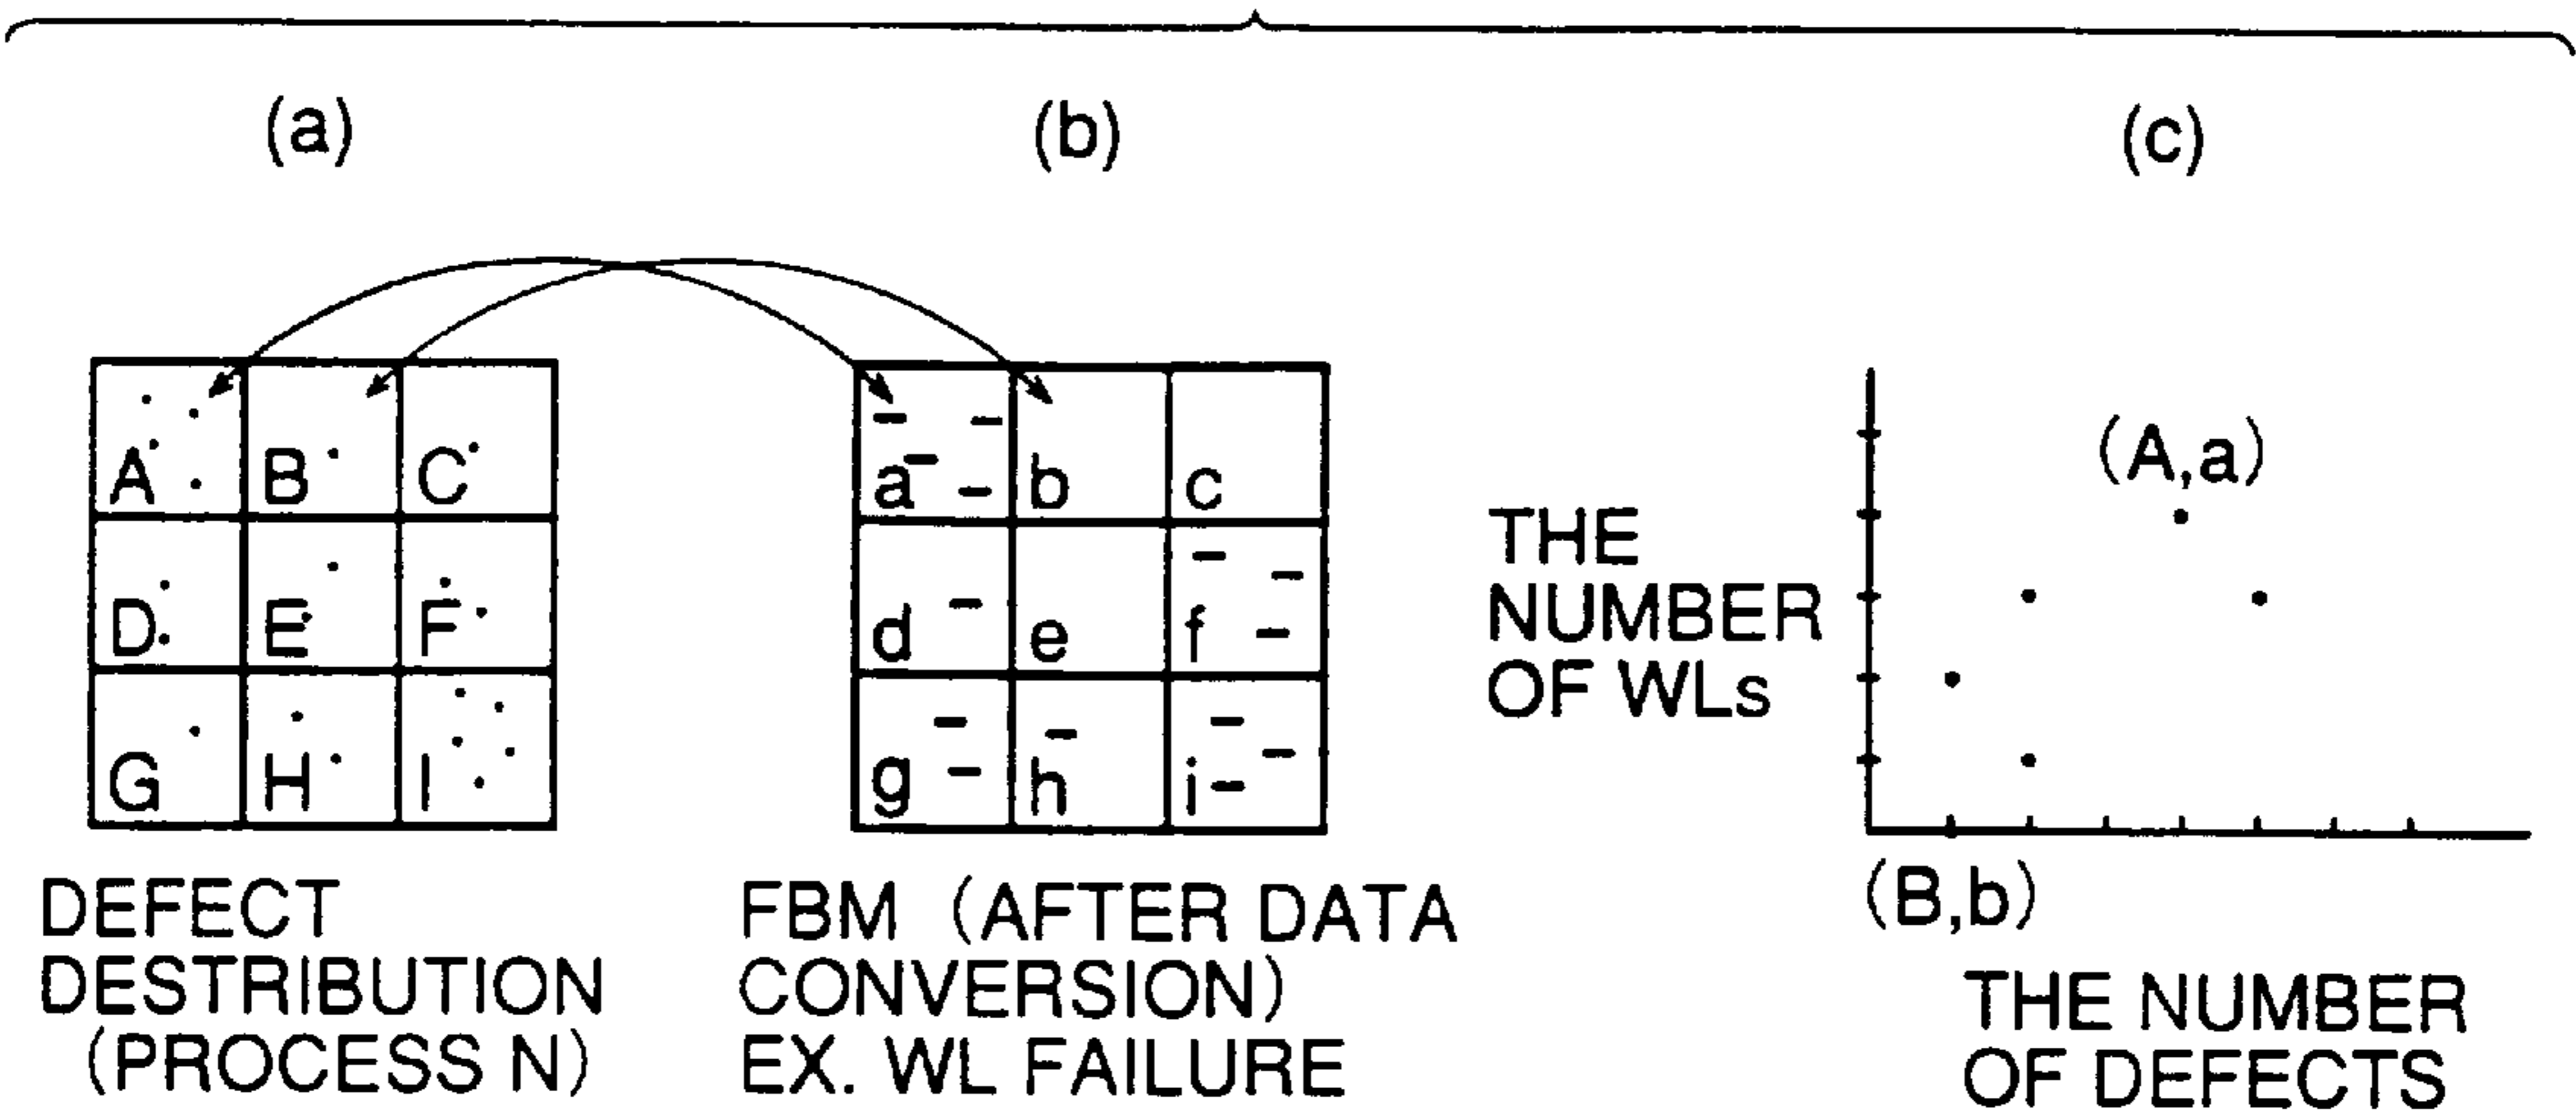 (a)
(b)
(c)
A B C
D E F
G H I
a b c
d e f
g h i
DEFECT
DESTRIBUTION
(PROCESS N)
FBM (AFTER DATA
CONVERSION)
EX. WL FAILURE
THE
NUMBER
OF WLs
(A,a)
(B,b)
THE NUMBER
OF DEFECTS